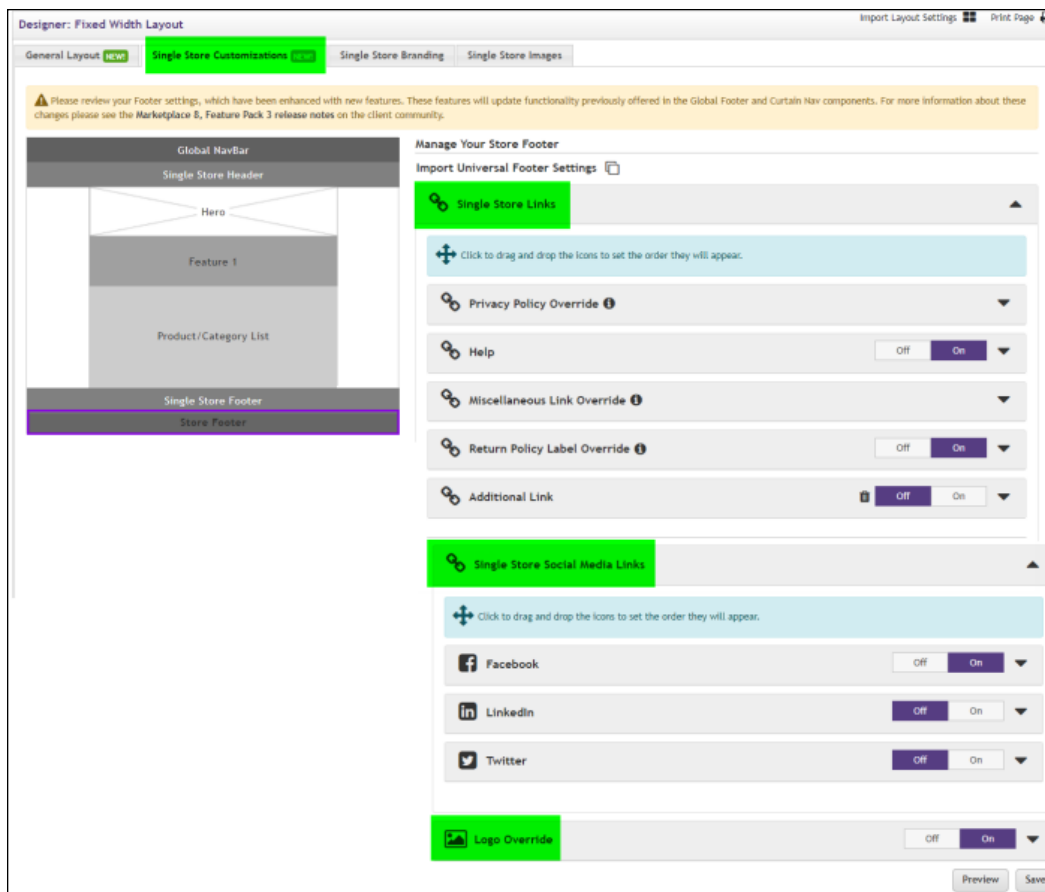 Designer: Fixed Width Layout
Import Layout Settings
Print Page
General Layout NEW!
Single Store Customizations NEW!
Single Store Branding
Single Store Images
Please review your Footer settings, which have been enhanced with new features. These features will update functionality previously offered in the Global Footer and Curtain Nav components. For more information about these
changes please see the Marketplace 8, Feature Pack 3 release notes on the client community.
Global NavBar
Single Store Header
Hero
Feature 1
Product/Category List
Single Store Footer
Store Footer
Manage Your Store Footer
Import Universal Footer Settings
Single Store Links
Click to drag and drop the icons to set the order they will appear.
Privacy Policy Override
Help
Off On
Miscellaneous Link Override
Return Policy Label Override
Off On
Additional Link
Off On
Single Store Social Media Links
Click to drag and drop the icons to set the order they will appear.
Facebook
Off On
LinkedIn
Off On
Twitter
Off On
Logo Override
Off On
Preview
Save